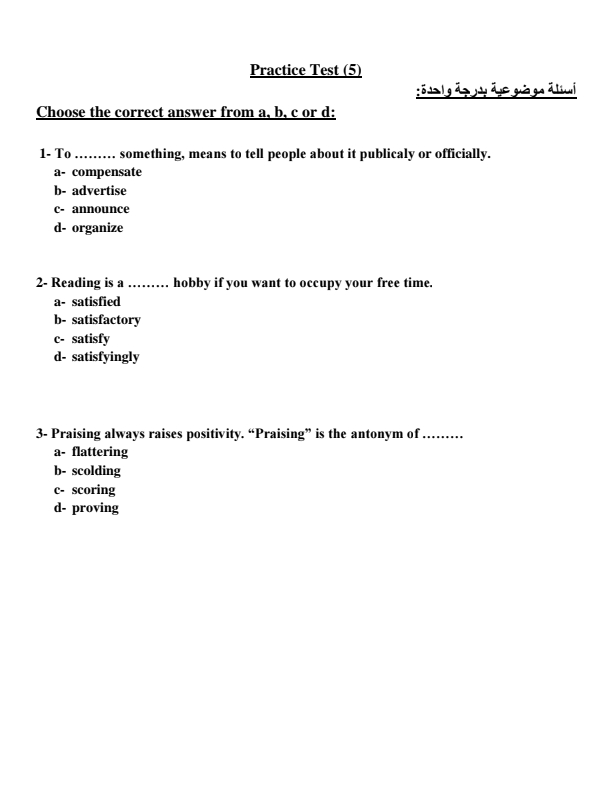 Practice Test (5)
أسئلة موضوعية بدرجة واحدة:
Choose the correct answer from a, b, c or d:
1- To ……… something, means to tell people about it publicaly or officially.
a- compensate
b- advertise
c- announce
d- organize
2- Reading is a ……… hobby if you want to occupy your free time.
a- satisfied
b- satisfactory
c- satisfy
d- satisfyingly
3- Praising always raises positivity. “Praising” is the antonym of ………
a- flattering
b- scolding
c- scoring
d- proving